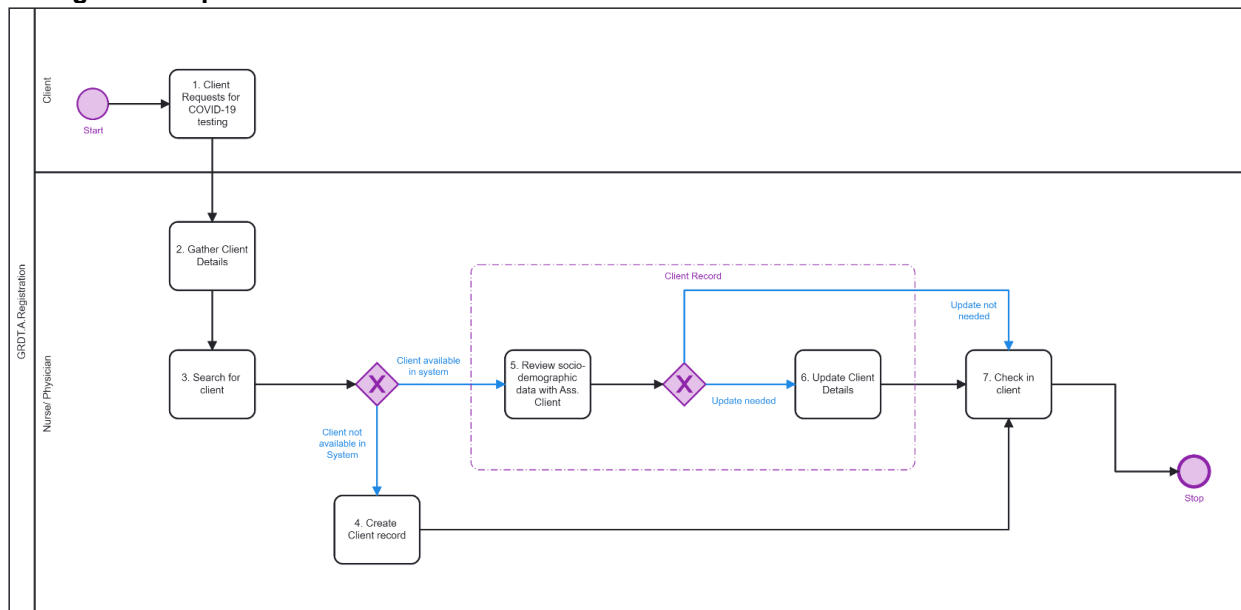 GRDT.A.Registration
Client
Start
1. Client
Requests for
COVID-19
testing
Nurse/ Physician
2. Gather Client
Details
3. Search for
client
Client available
in system
Client not
available in
System
4. Create
Client record
Client Record
5. Review socio-
demographic
data with Ass.
Client
Update needed
Update not
needed
6. Update Client
Details
7. Check in
client
Stop